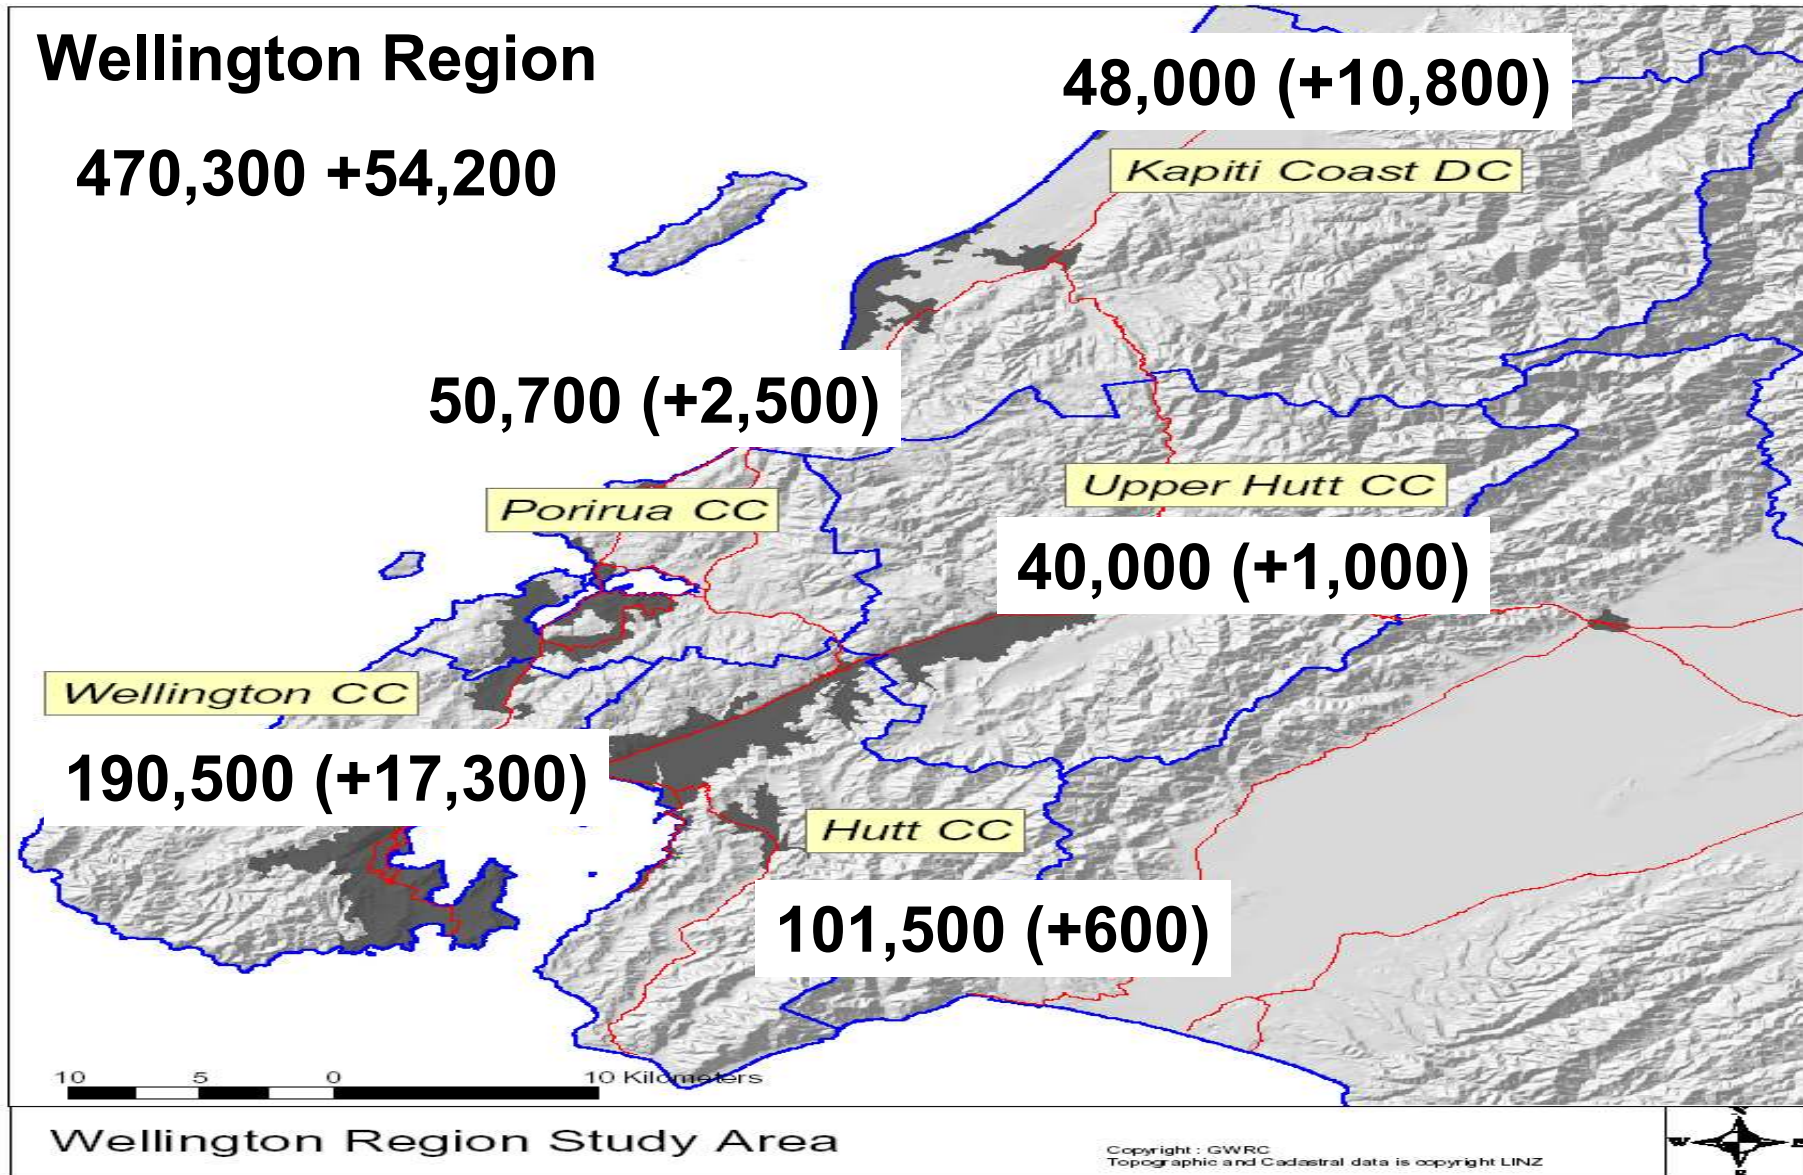 Wellington Region
470,300 +54,200
48,000 (+10,800)
Kapiti Coast DC
50,700 (+2,500)
Porirua CC
Upper Hutt CC
40,000 (+1,000)
Wellington CC
190,500 (+17,300)
Hutt CC
101,500 (+600)
10 5 0 10 Kilometers
Wellington Region Study Area
Copyright : GWRC
Topographic and Cadastral data is copyright LINZ
N
W E
S